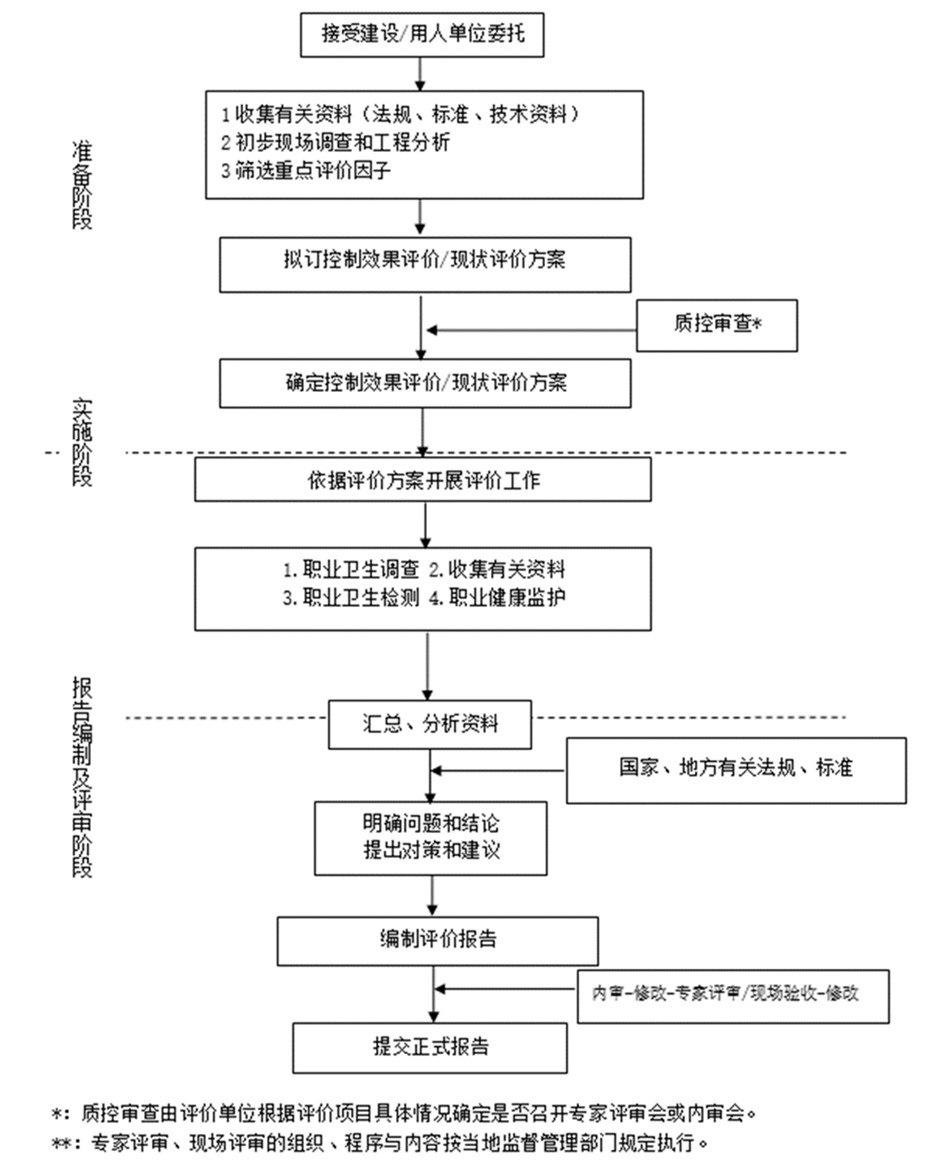 接受建设/用人单位委托
准备阶段
1 收集有关资料（法规、标准、技术资料）
2 初步现场调查和工程分析
3 筛选重点评价因子
拟订控制效果评价/现状评价方案
质控审查*
确定控制效果评价/现状评价方案
实施阶段
依据评价方案开展评价工作
1.职业卫生调查 2.收集有关资料
3.职业卫生检测 4.职业健康监护
报告编制及评审阶段
汇总、分析资料
国家、地方有关法规、标准
明确问题和结论
提出对策和建议
编制评价报告
内审-修改-专家评审/现场验收-修改
提交正式报告
*：质控审查由评价单位根据评价项目具体情况确定是否召开专家评审会或内审会。
**：专家评审、现场评审的组织、程序与内容按当地监督管理部门规定执行。